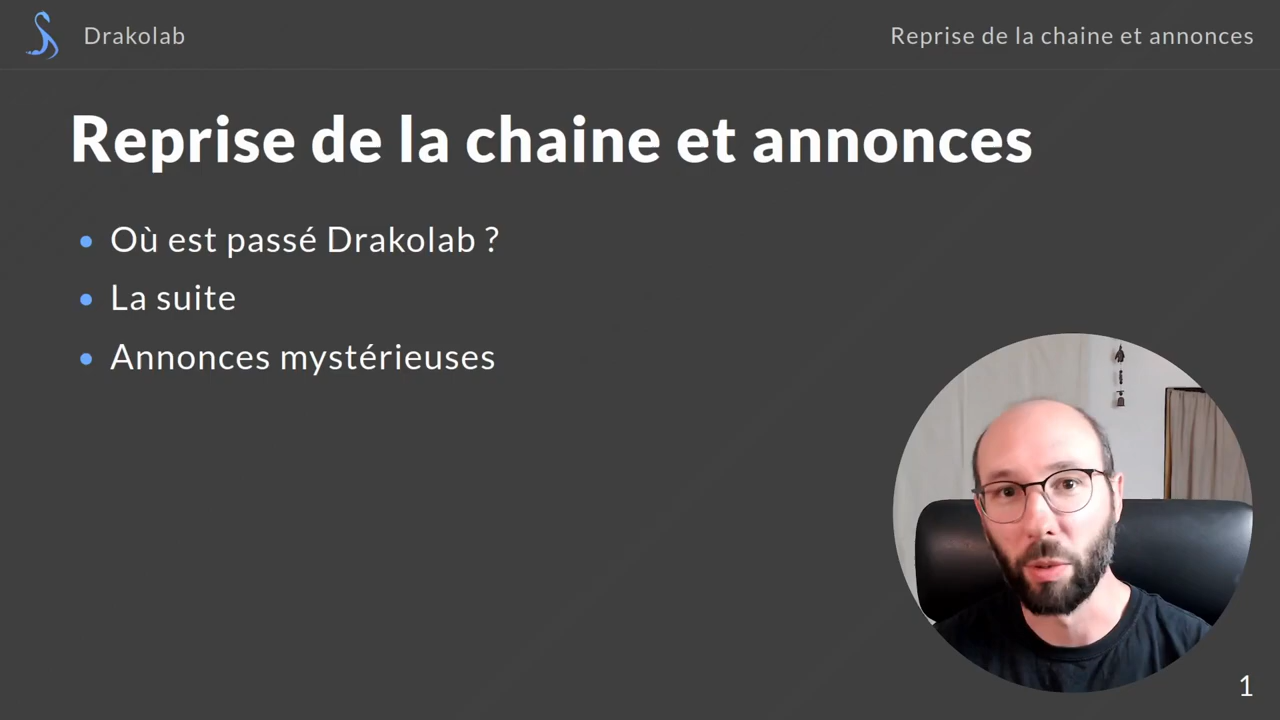 Drakolab
Reprise de la chaine et annonces
Reprise de la chaine et annonces
Où est passé Drakolab ?
La suite
Annonces mystérieuses
1